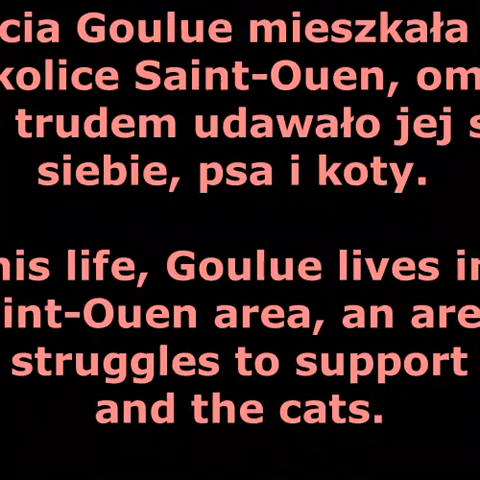 cia Goulue mieszkała
kolice Saint-Ouen, om
trudem udawało jej s
siebie, psa i koty.
his life, Goulue lives in
int-Ouen area, an are
struggles to support
and the cats.